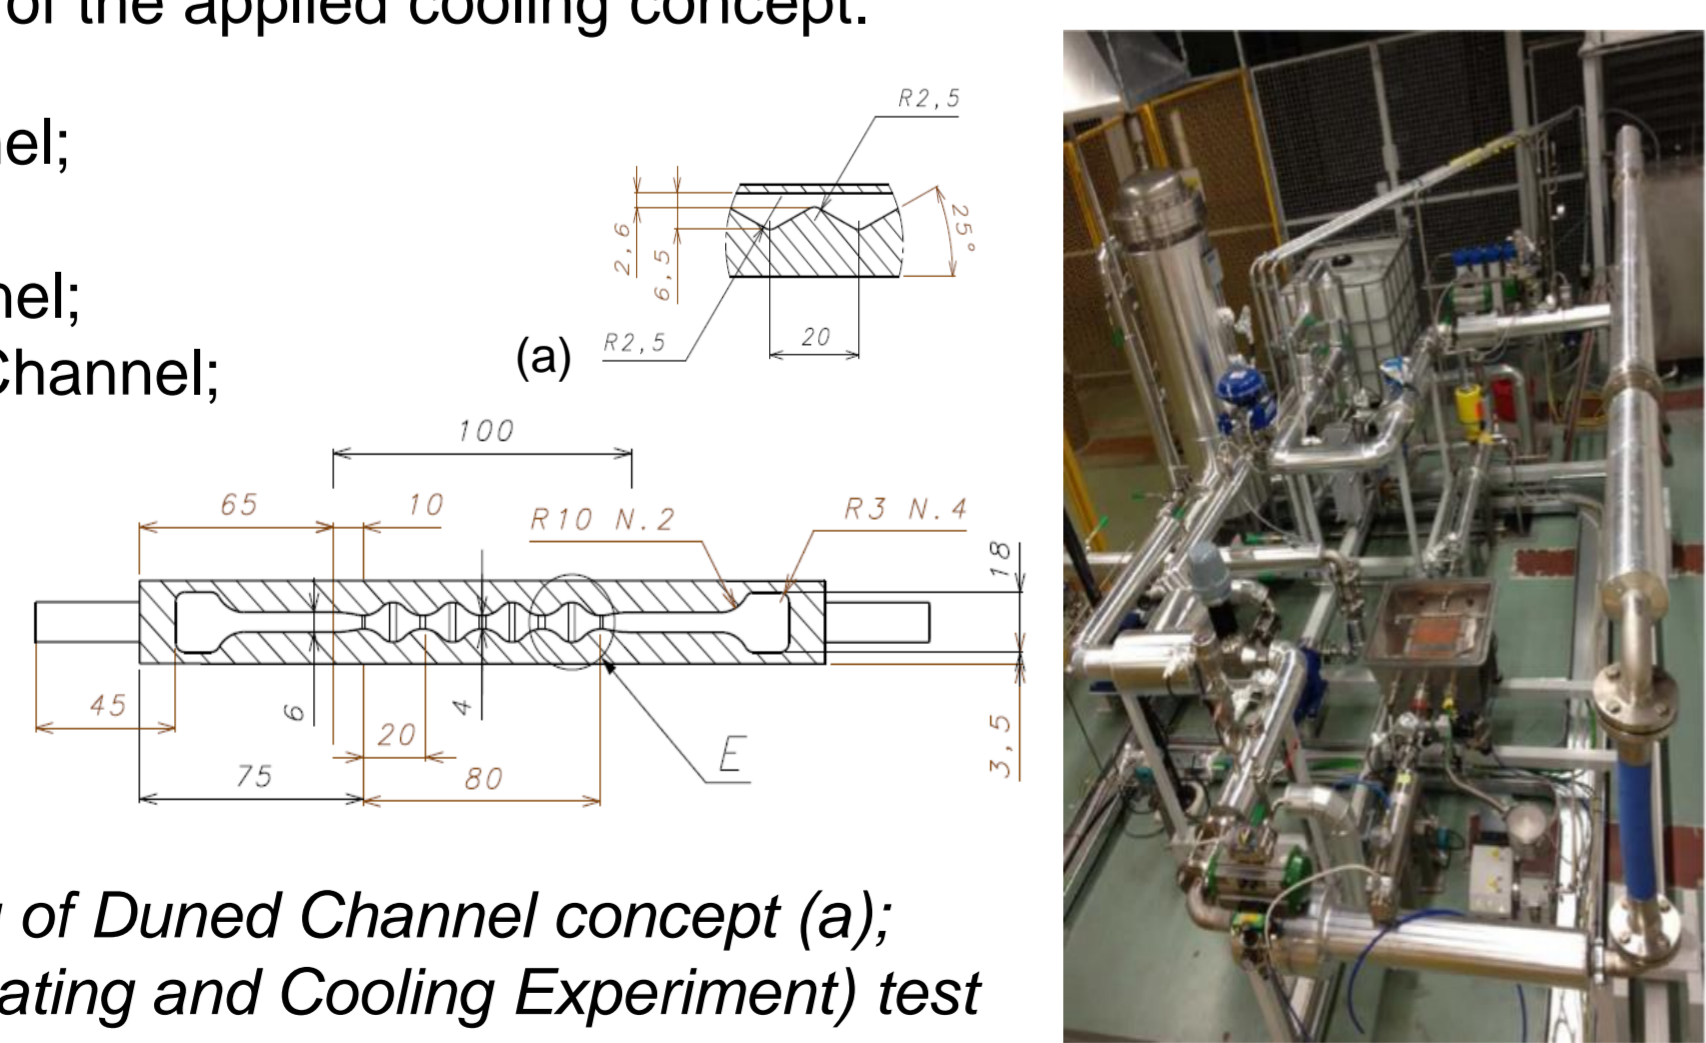 of the applied cooling concept.
nel;
nel;
Channel;
R2,5
2,6
6,5
25°
R2,5
20
(a)
100
65
10
R10 N.2
R3 N.4
18
45
6
20
4
75
80
E
3,5
of Duned Channel concept (a);
ating and Cooling Experiment) test